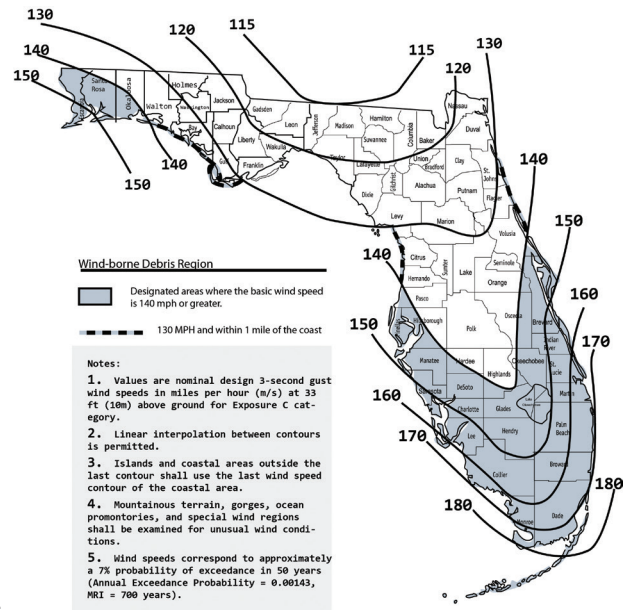 130
140
150
120
115
115
130
120
Santa
Rosa
Okaloosa
Walton
Holmes
Washington
Bay
Jackson
Calhoun
Gulf
Gadsden
Liberty
Franklin
Leon
Wakulla
Jefferson
Madison
Taylor
Hamilton
Suwannee
Lafayette
Dixie
Columbia
Baker
Union
Bradford
Gilchrist
Alachus
Levy
Nassau
Duval
Clay
St.
John
Putnam
Flagler
Marion
Volusia
150
140
140
150
160
170
140
150
160
170
180
180
Citrus
Hernando
Sumter
Lake
Seminole
Orange
Pasco
Hillsborough
Polk
Osceola
Brevard
Indian
River
Manatee
Hardee
Highlands
Okeechobee
St.
Lucie
Sarasota
DeSoto
Martin
Charlotte
Glades
Lee
Hendry
Palm
Beach
Collier
Broward
Monroe
Dade
Wind-borne Debris Region
Designated areas where the basic wind speed
is 140 mph or greater.
130 MPH and within 1 mile of the coast
Notes:
1. Values are nominal design 3-second gust
wind speeds in miles per hour (m/s) at 33
ft (10m) above ground for Exposure C cat-
egory.
2. Linear interpolation between contours
is permitted.
3. Islands and coastal areas outside the
last contour shall use the last wind speed
contour of the coastal area.
4. Mountainous terrain, gorges, ocean
promontories, and special wind regions
shall be examined for unusual wind condi-
tions.
5. Wind speeds correspond to approximately
a 7% probability of exceedance in 50 years
(Annual Exceedance Probability = 0.00143,
MRI = 700 years).